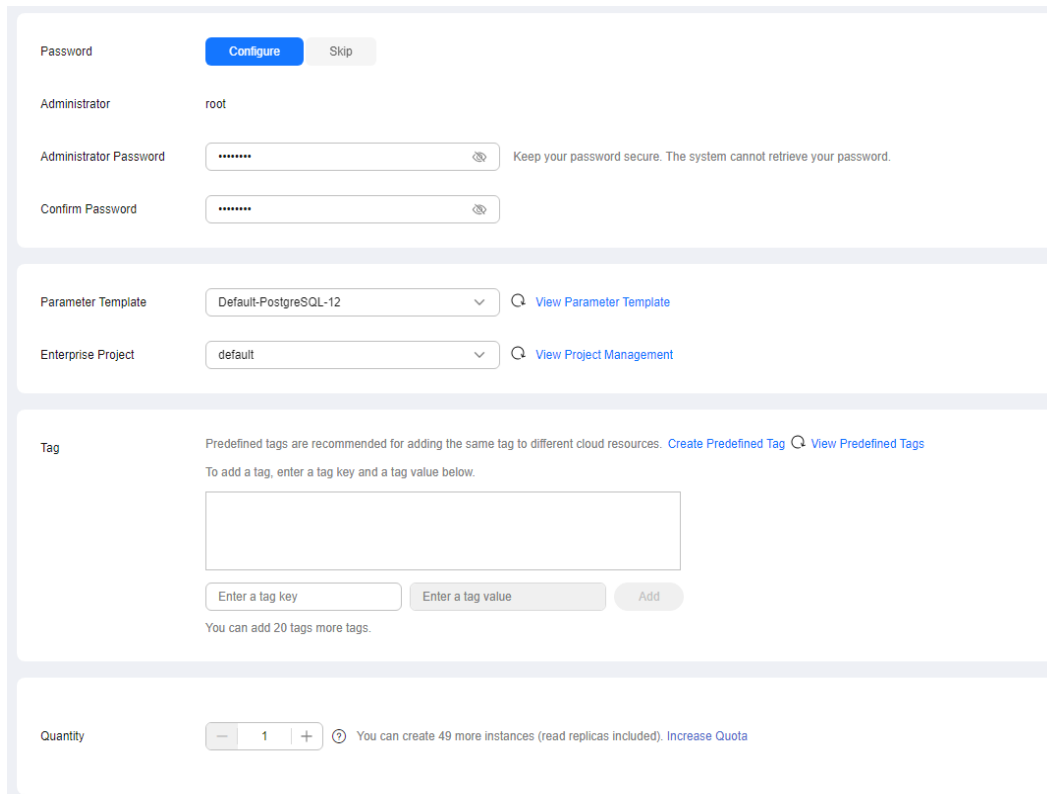 Password Configure Skip
Administrator root
Administrator Password •••••••• Keep your password secure. The system cannot retrieve your password.
Confirm Password ••••••••
Parameter Template Default-PostgreSQL-12 View Parameter Template
Enterprise Project default View Project Management
Tag Predefined tags are recommended for adding the same tag to different cloud resources. Create Predefined Tag View Predefined Tags
To add a tag, enter a tag key and a tag value below.
Enter a tag key Enter a tag value Add
You can add 20 tags more tags.
Quantity — 1 + ? You can create 49 more instances (read replicas included). Increase Quota